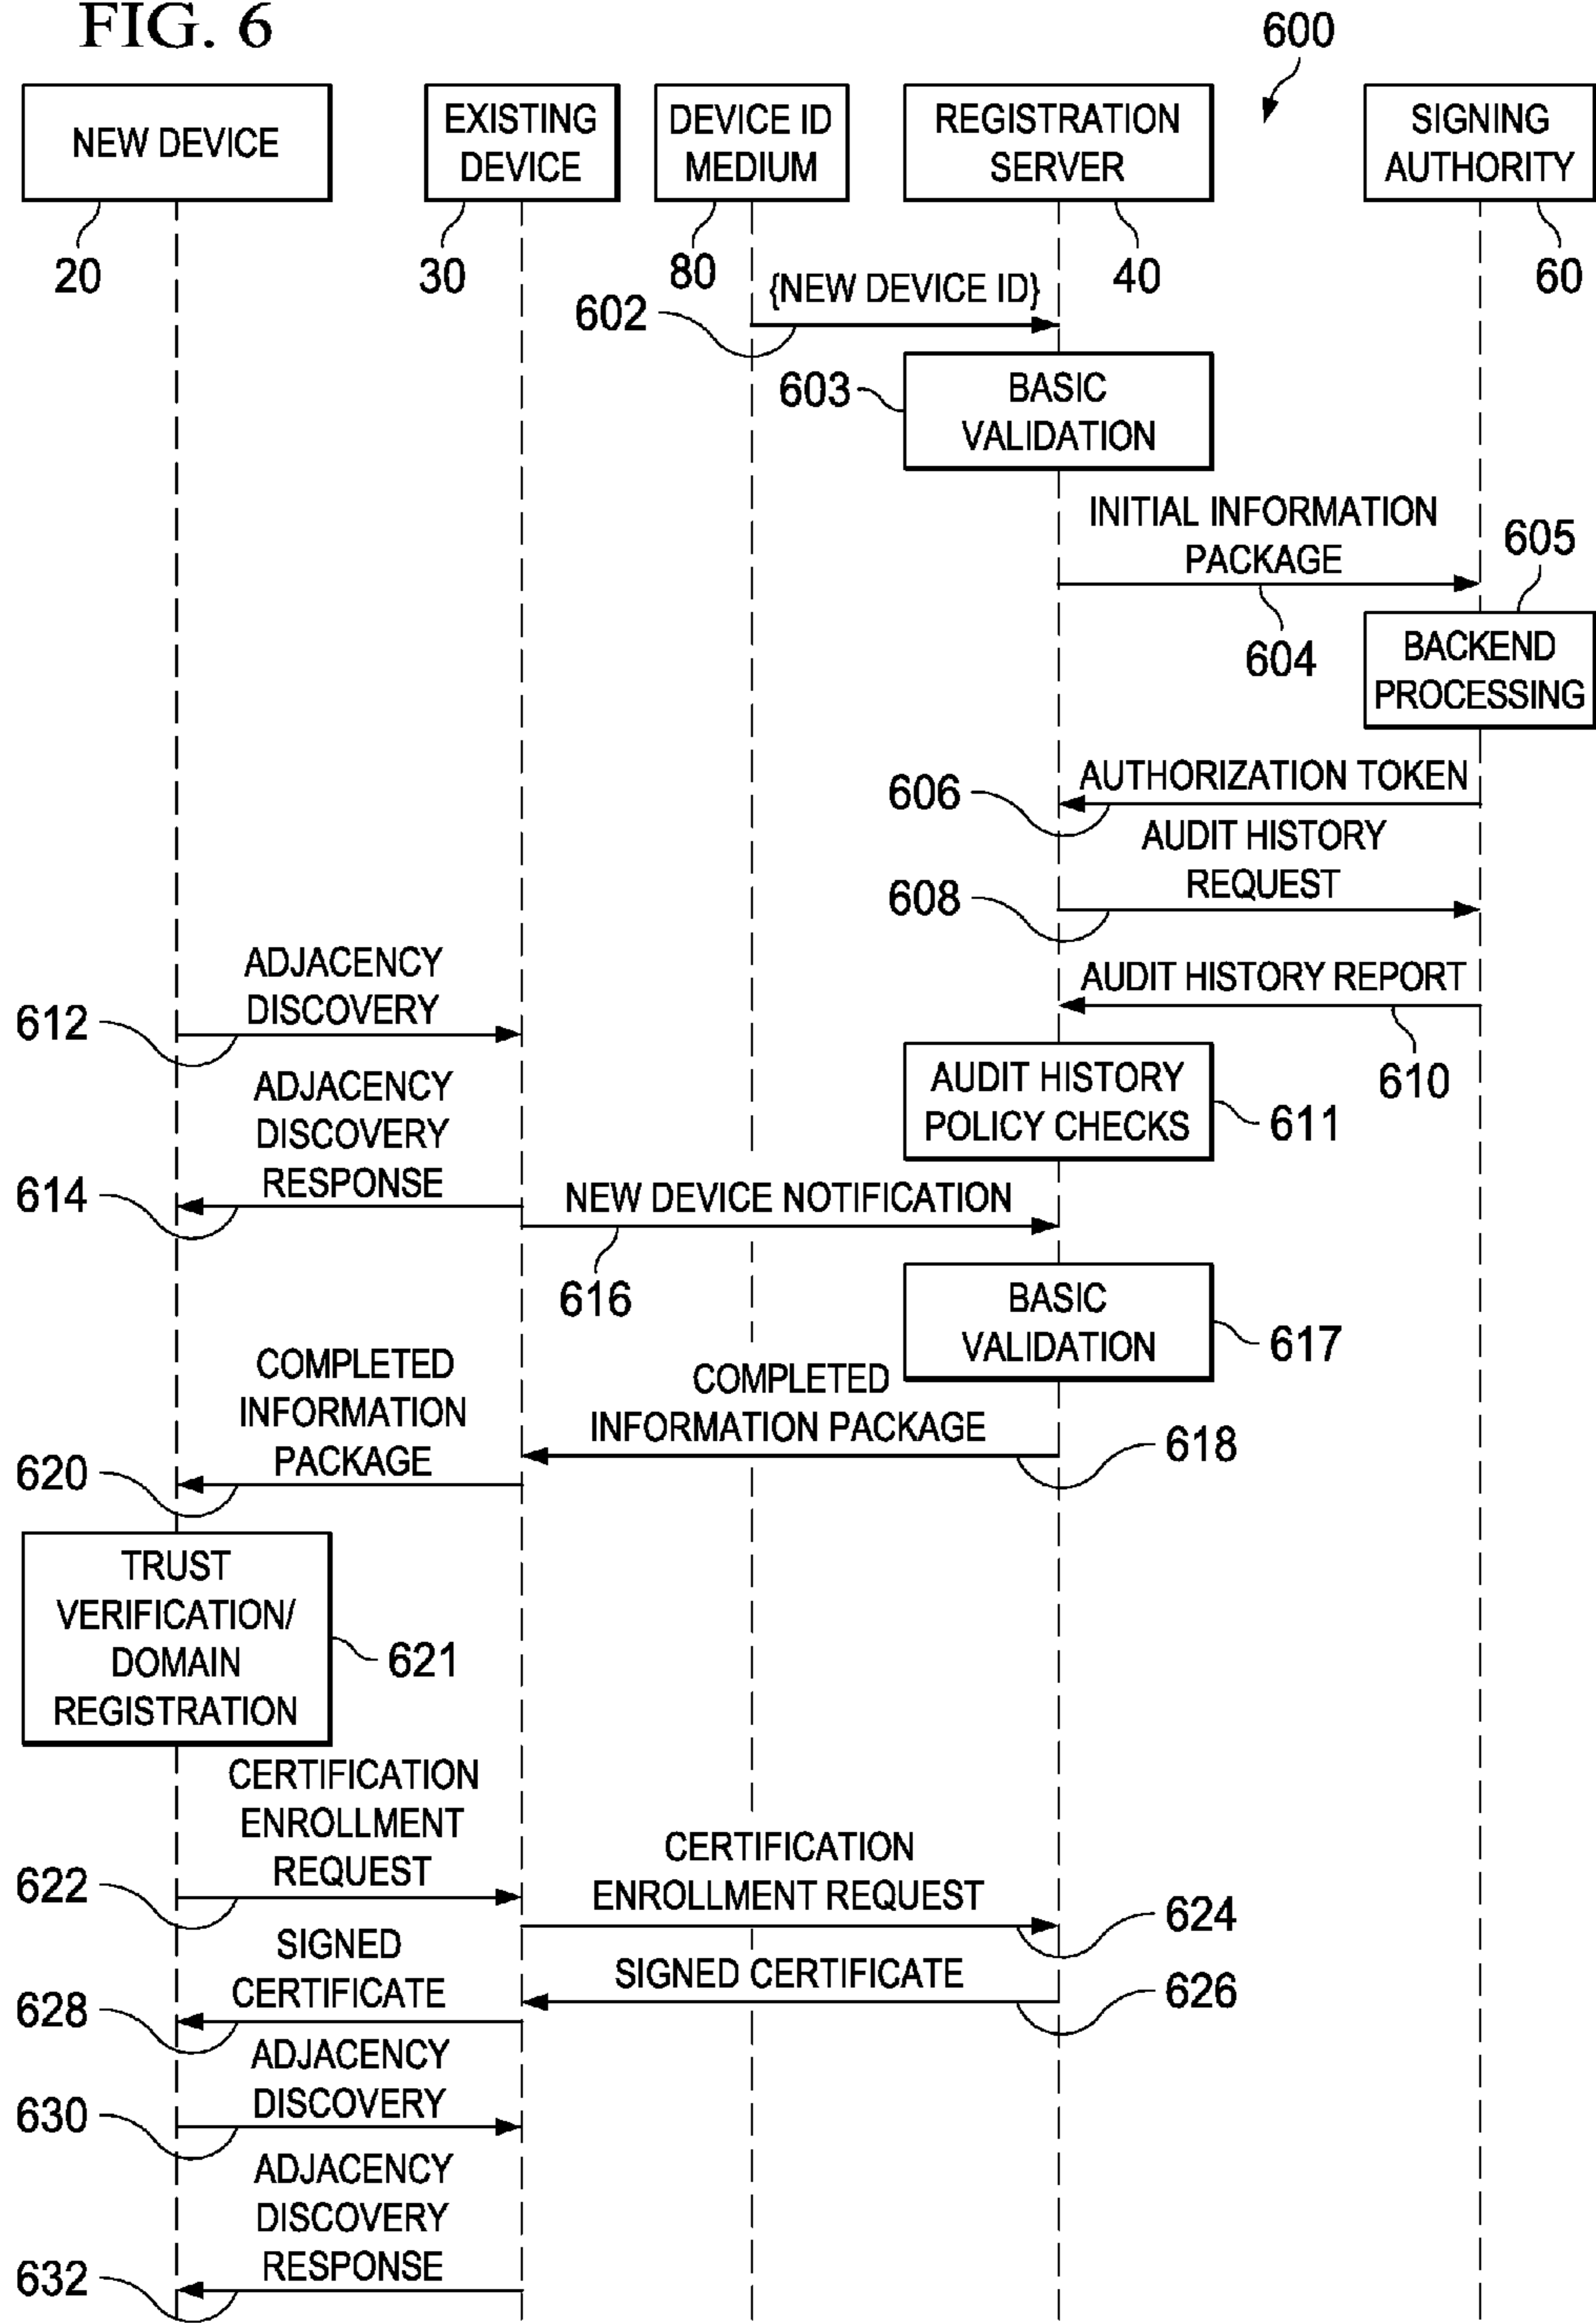 FIG. 6
600
NEW DEVICE
EXISTING
DEVICE
DEVICE ID
MEDIUM
REGISTRATION
SERVER
SIGNING
AUTHORITY
20
30
80
40
60
{NEW DEVICE ID}
602
603
BASIC
VALIDATION
INITIAL INFORMATION
PACKAGE
604
605
BACKEND
PROCESSING
AUTHORIZATION TOKEN
606
AUDIT HISTORY
REQUEST
608
ADJACENCY
DISCOVERY
612
AUDIT HISTORY REPORT
610
AUDIT HISTORY
POLICY CHECKS
611
ADJACENCY
DISCOVERY
RESPONSE
614
NEW DEVICE NOTIFICATION
616
BASIC
VALIDATION
617
COMPLETED
INFORMATION PACKAGE
618
COMPLETED
INFORMATION
PACKAGE
620
TRUST
VERIFICATION/
DOMAIN
REGISTRATION
621
CERTIFICATION
ENROLLMENT
REQUEST
622
CERTIFICATION
ENROLLMENT REQUEST
624
SIGNED CERTIFICATE
626
SIGNED
CERTIFICATE
628
ADJACENCY
DISCOVERY
630
ADJACENCY
DISCOVERY
RESPONSE
632